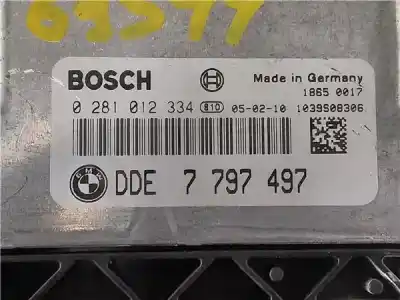 BOSCH
Made in Germany
1865 0017
0 281 012 334 810 05-02-10 1039S08306
BMW
DDE 7 797 497